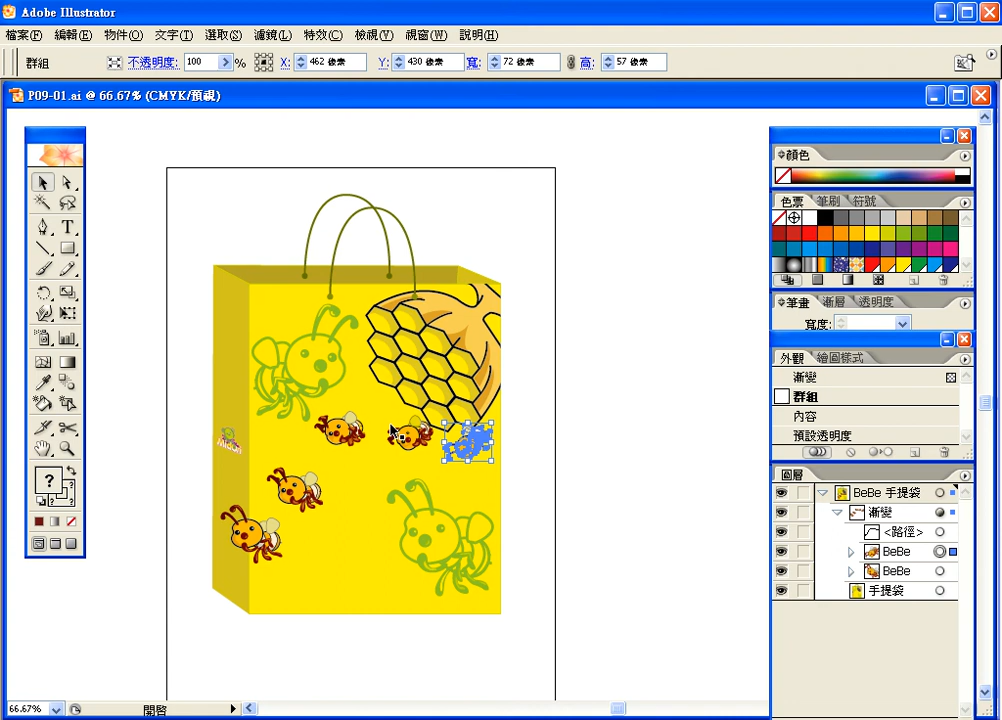 Adobe Illustrator
檔案(F) 編輯(E) 物件(O) 文字(T) 選取(S) 濾鏡(L) 特效(C) 檢視(V) 視窗(W) 說明(H)
群組 不透明度: 100 % X: 462 像素 Y: 430 像素 寬: 72 像素 高: 57 像素
P09-01.ai @ 66.67% (CMYK/預視)
顏色
色票 筆刷 符號
筆畫 漸層 透明度
寬度:
外觀 繪圖樣式
漸變
群組
內容
預設透明度
圖層
BeBe 手提袋
漸變
<路徑>
BeBe
BeBe
手提袋
?
66.67% 開啓